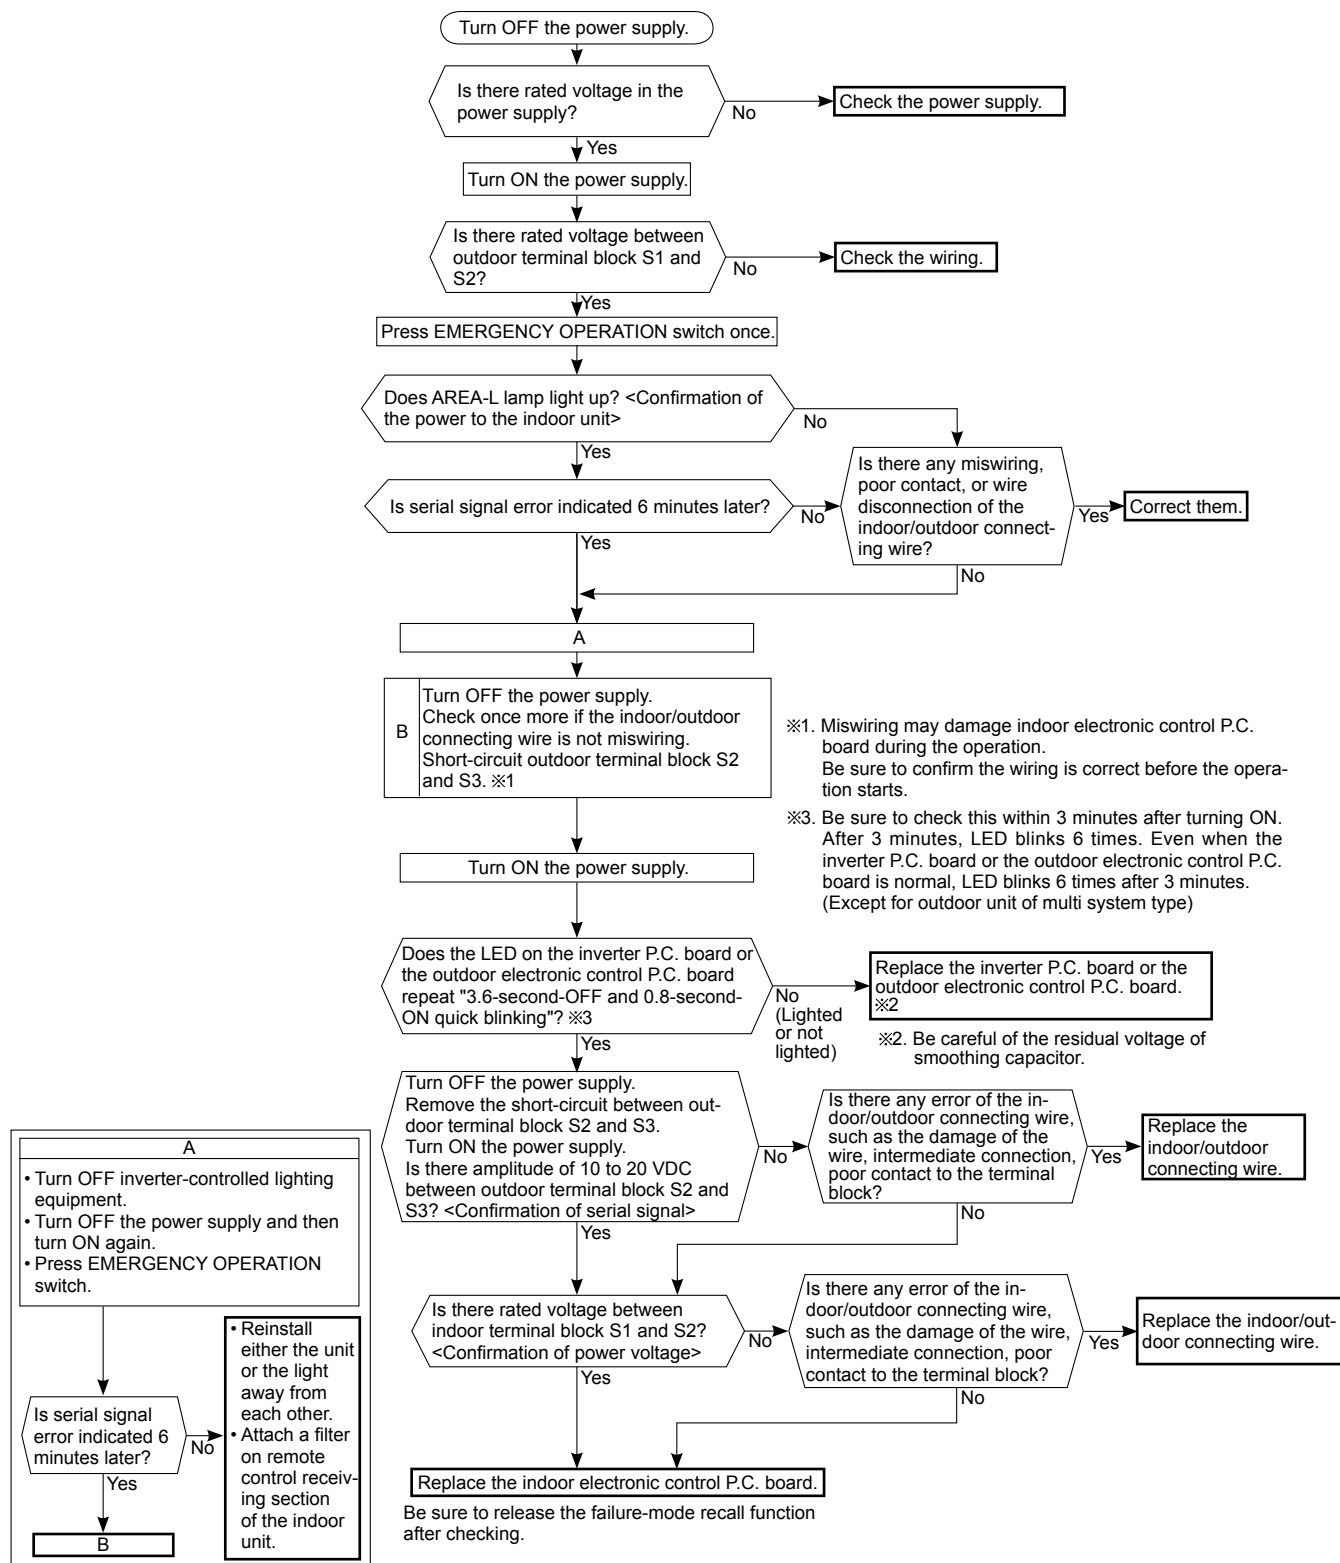 Turn OFF the power supply.
Is there rated voltage in the
power supply?
No
Check the power supply.
Yes
Turn ON the power supply.
Is there rated voltage between
outdoor terminal block S1 and
S2?
No
Check the wiring.
Yes
Press EMERGENCY OPERATION switch once.
Does AREA-L lamp light up? <Confirmation of
the power to the indoor unit>
No
Yes
Is serial signal error indicated 6 minutes later?
No
Is there any miswiring,
poor contact, or wire
disconnection of the
indoor/outdoor connect-
ing wire?
Yes
Correct them.
Yes
No
A
B
Turn OFF the power supply.
Check once more if the indoor/outdoor
connecting wire is not miswiring.
Short-circuit outdoor terminal block S2
and S3. ※1
※1. Miswiring may damage indoor electronic control P.C.
board during the operation.
Be sure to confirm the wiring is correct before the opera-
tion starts.
※3. Be sure to check this within 3 minutes after turning ON.
After 3 minutes, LED blinks 6 times. Even when the
inverter P.C. board or the outdoor electronic control P.C.
board is normal, LED blinks 6 times after 3 minutes.
(Except for outdoor unit of multi system type)
Turn ON the power supply.
Does the LED on the inverter P.C. board or
the outdoor electronic control P.C. board
repeat "3.6-second-OFF and 0.8-second-
ON quick blinking"? ※3
No
(Lighted
or not
lighted)
Replace the inverter P.C. board or the
outdoor electronic control P.C. board.
※2
※2. Be careful of the residual voltage of
smoothing capacitor.
Yes
Turn OFF the power supply.
Remove the short-circuit between out-
door terminal block S2 and S3.
Turn ON the power supply.
Is there amplitude of 10 to 20 VDC
between outdoor terminal block S2 and
S3? <Confirmation of serial signal>
No
Is there any error of the in-
door/outdoor connecting wire,
such as the damage of the
wire, intermediate connection,
poor contact to the terminal
block?
Yes
Replace the
indoor/outdoor
connecting wire.
Yes
No
Is there rated voltage between
indoor terminal block S1 and S2?
<Confirmation of power voltage>
No
Is there any error of the in-
door/outdoor connecting wire,
such as the damage of the wire,
intermediate connection, poor
contact to the terminal block?
Yes
Replace the indoor/out-
door connecting wire.
Yes
No
Replace the indoor electronic control P.C. board.
Be sure to release the failure-mode recall function
after checking.
A
• Turn OFF inverter-controlled lighting
equipment.
• Turn OFF the power supply and then
turn ON again.
• Press EMERGENCY OPERATION
switch.
Is serial signal
error indicated 6
minutes later?
No
• Reinstall
either the unit
or the light
away from
each other.
• Attach a filter
on remote
control receiv-
ing section
of the indoor
unit.
Yes
B